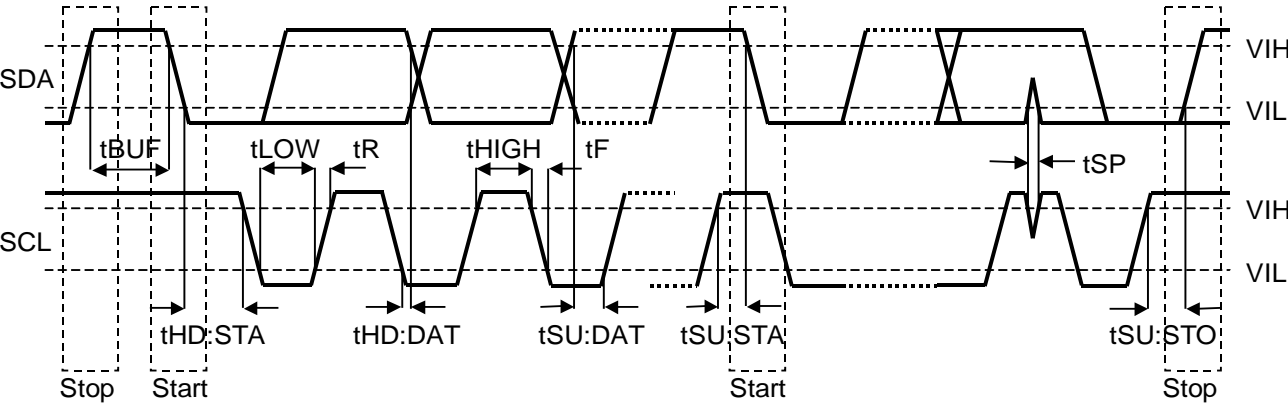 VIH
SDA
VIL
tBUF tLOW tR tHIGH tF
tSP
VIH
SCL
VIL
tHD:STA tHD:DAT tSU:DAT tSU:STA tSU:STO
Stop Start Start Stop